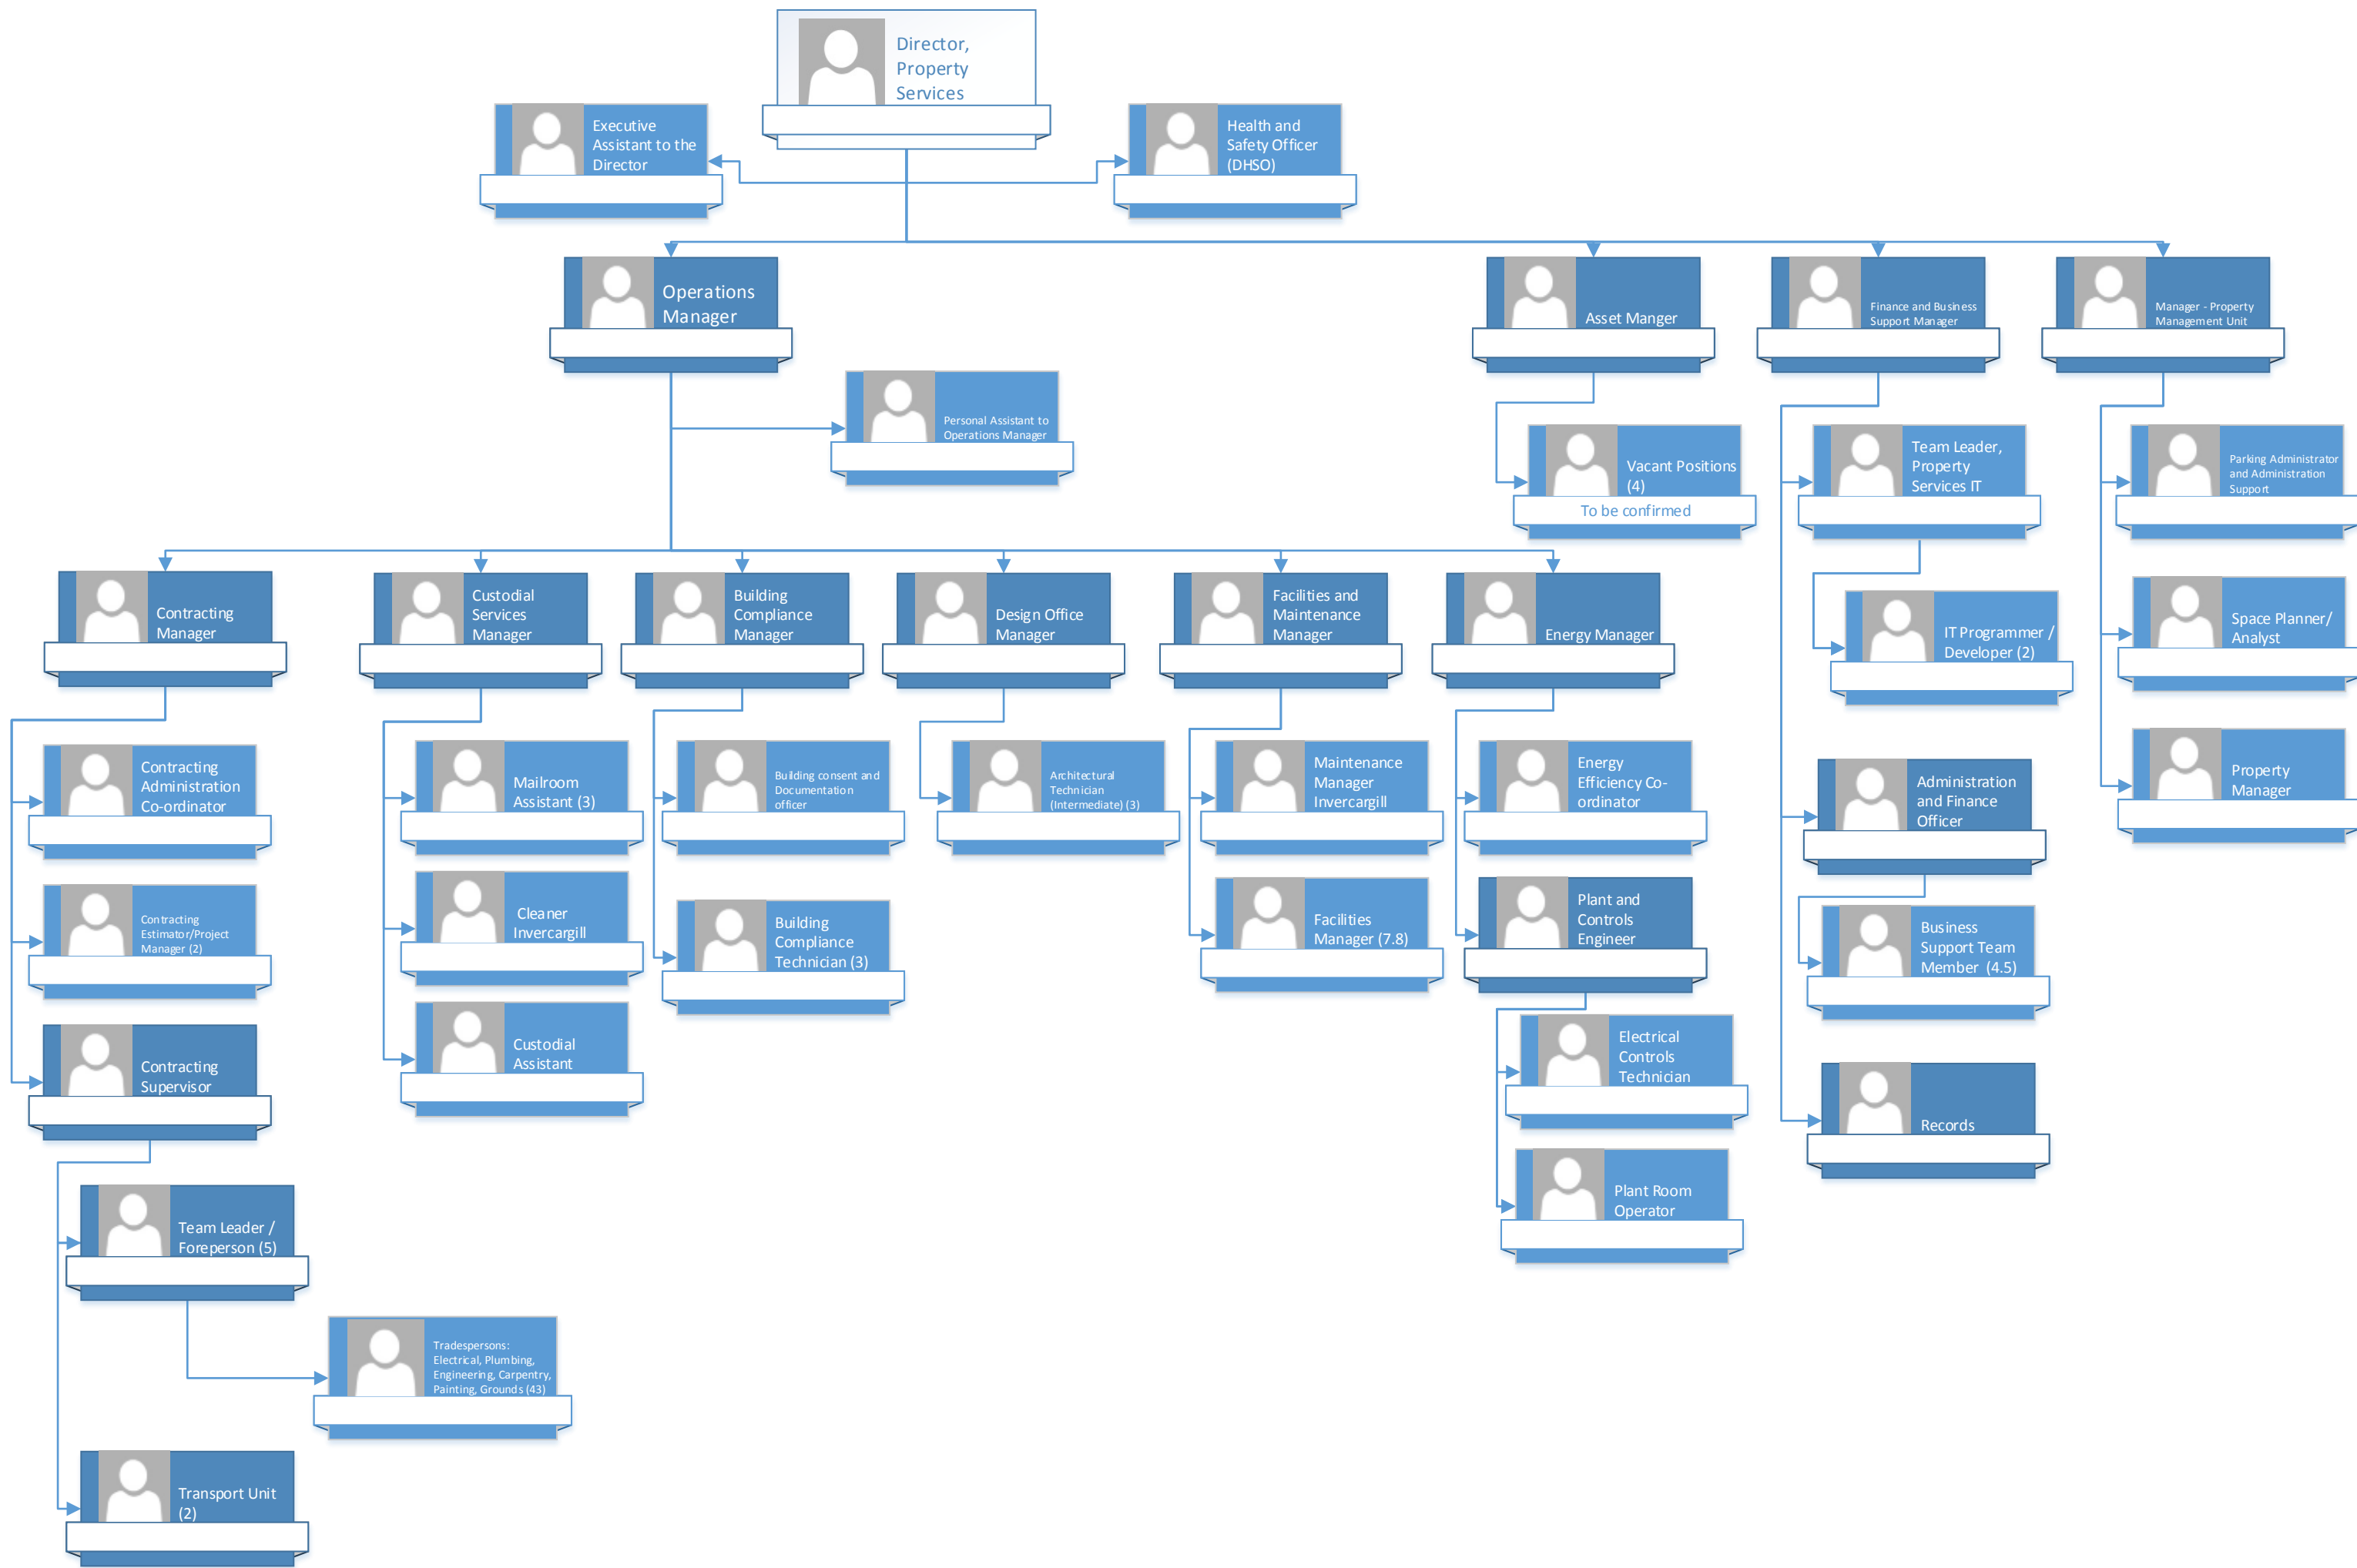 Director,
Property
Services
Executive
Assistant to the
Director
Health and
Safety Officer
(DHSO)
Operations
Manager
Asset Manger
Finance and Business
Support Manager
Manager - Property
Management Unit
Personal Assistant to
Operations Manager
Vacant Positions
(4)
To be confirmed
Team Leader,
Property
Services IT
Parking Administrator
and Administration
Support
Contracting
Manager
Custodial
Services
Manager
Building
Compliance
Manager
Design Office
Manager
Facilities and
Maintenance
Manager
Energy Manager
IT Programmer /
Developer (2)
Space Planner/
Analyst
Contracting
Administration
Co-ordinator
Mailroom
Assistant (3)
Building consent and
Documentation
officer
Architectural
Technician
(Intermediate) (3)
Maintenance
Manager
Invercargill
Energy
Efficiency Co-
ordinator
Administration
and Finance
Officer
Property
Manager
Contracting
Estimator/Project
Manager (2)
Cleaner
Invercargill
Building
Compliance
Technician (3)
Facilities
Manager (7.8)
Plant and
Controls
Engineer
Business
Support Team
Member (4.5)
Contracting
Supervisor
Custodial
Assistant
Electrical
Controls
Technician
Records
Team Leader /
Foreperson (5)
Plant Room
Operator
Tradespersons:
Electrical, Plumbing,
Engineering, Carpentry,
Painting, Grounds (43)
Transport Unit
(2)